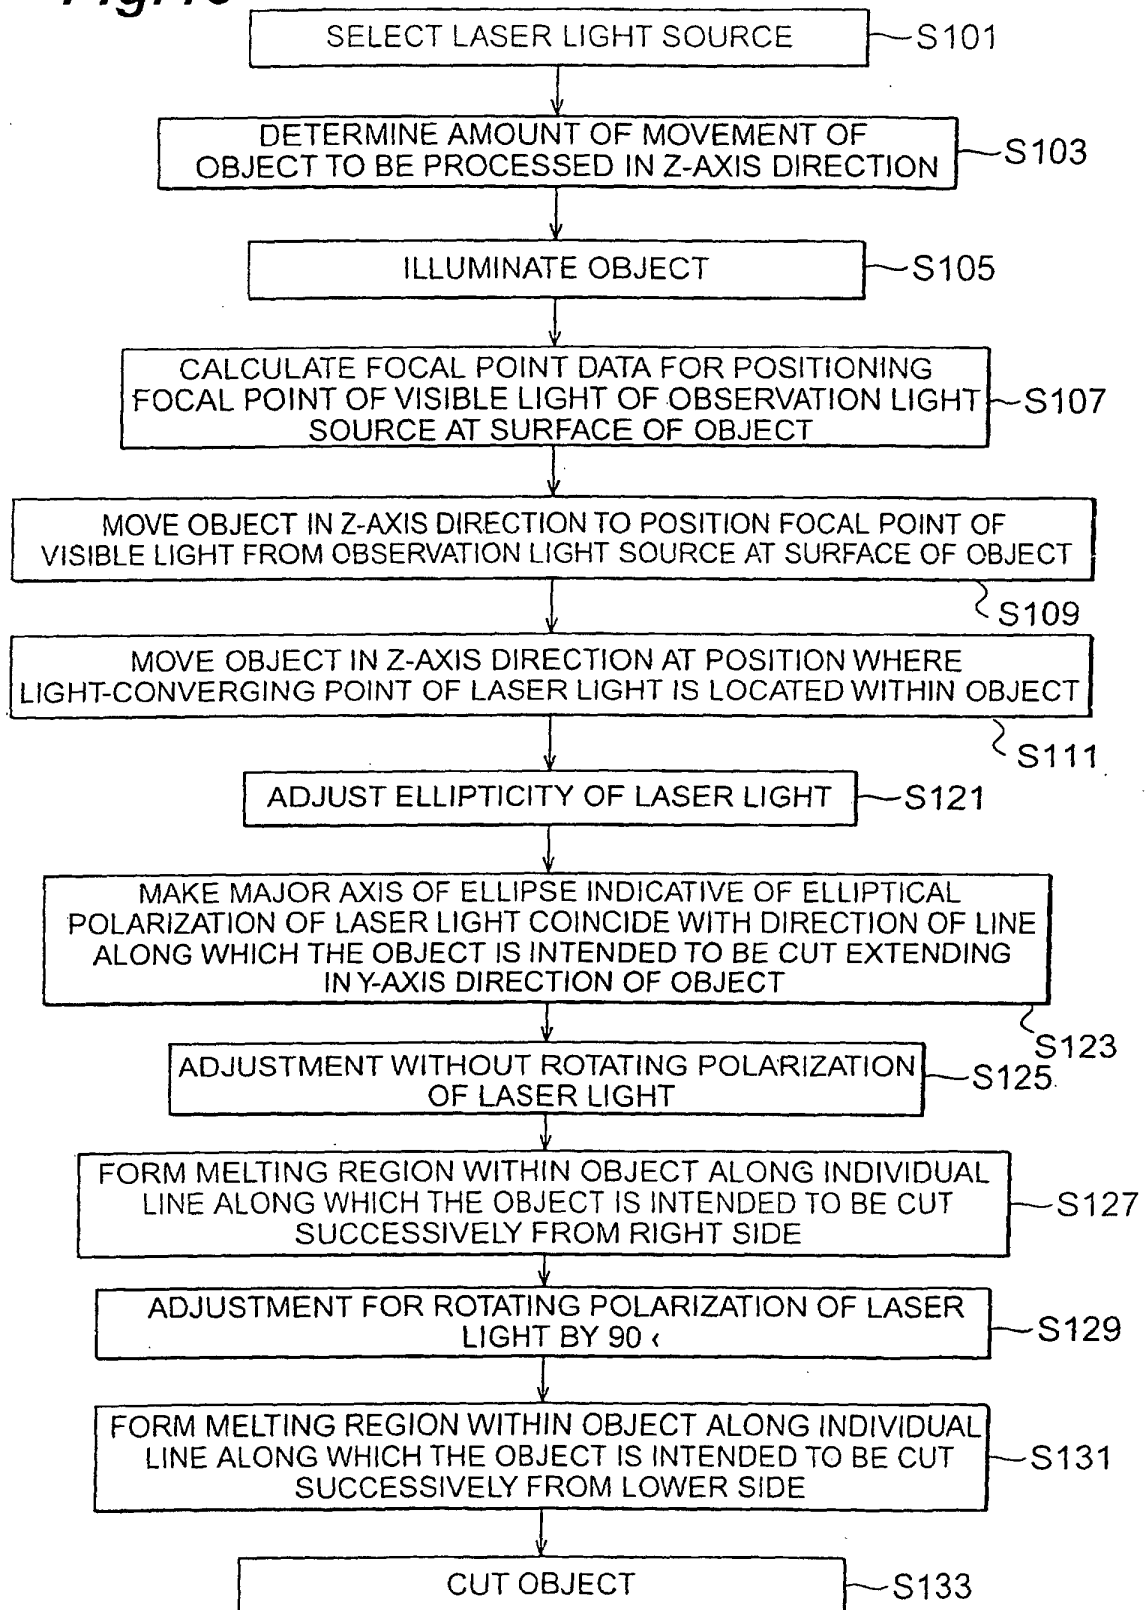 SELECT LASER LIGHT SOURCE
S101
DETERMINE AMOUNT OF MOVEMENT OF
OBJECT TO BE PROCESSED IN Z-AXIS DIRECTION
S103
ILLUMINATE OBJECT
S105
CALCULATE FOCAL POINT DATA FOR POSITIONING
FOCAL POINT OF VISIBLE LIGHT OF OBSERVATION LIGHT
SOURCE AT SURFACE OF OBJECT
S107
MOVE OBJECT IN Z-AXIS DIRECTION TO POSITION FOCAL POINT OF
VISIBLE LIGHT FROM OBSERVATION LIGHT SOURCE AT SURFACE OF OBJECT
S109
MOVE OBJECT IN Z-AXIS DIRECTION AT POSITION WHERE
LIGHT-CONVERGING POINT OF LASER LIGHT IS LOCATED WITHIN OBJECT
S111
ADJUST ELLIPTICITY OF LASER LIGHT
S121
MAKE MAJOR AXIS OF ELLIPSE INDICATIVE OF ELLIPTICAL
POLARIZATION OF LASER LIGHT COINCIDE WITH DIRECTION OF LINE
ALONG WHICH THE OBJECT IS INTENDED TO BE CUT EXTENDING
IN Y-AXIS DIRECTION OF OBJECT
S123
ADJUSTMENT WITHOUT ROTATING POLARIZATION
OF LASER LIGHT
S125
FORM MELTING REGION WITHIN OBJECT ALONG INDIVIDUAL
LINE ALONG WHICH THE OBJECT IS INTENDED TO BE CUT
SUCCESSIVELY FROM RIGHT SIDE
S127
ADJUSTMENT FOR ROTATING POLARIZATION OF LASER
LIGHT BY 90 ‹
S129
FORM MELTING REGION WITHIN OBJECT ALONG INDIVIDUAL
LINE ALONG WHICH THE OBJECT IS INTENDED TO BE CUT
SUCCESSIVELY FROM LOWER SIDE
S131
CUT OBJECT
S133